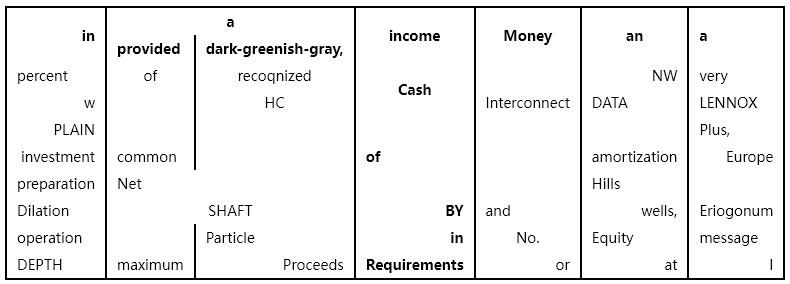 a
in provided dark-greenish-gray, income Money an a
percent of recoqnized Cash NW very
w HC Interconnect DATA LENNOX
PLAIN Plus,
investment common of amortization Europe
preparation Net Hills
Dilation SHAFT BY and wells, Eriogonum
operation Particle in No. Equity message
DEPTH maximum Proceeds Requirements or at I